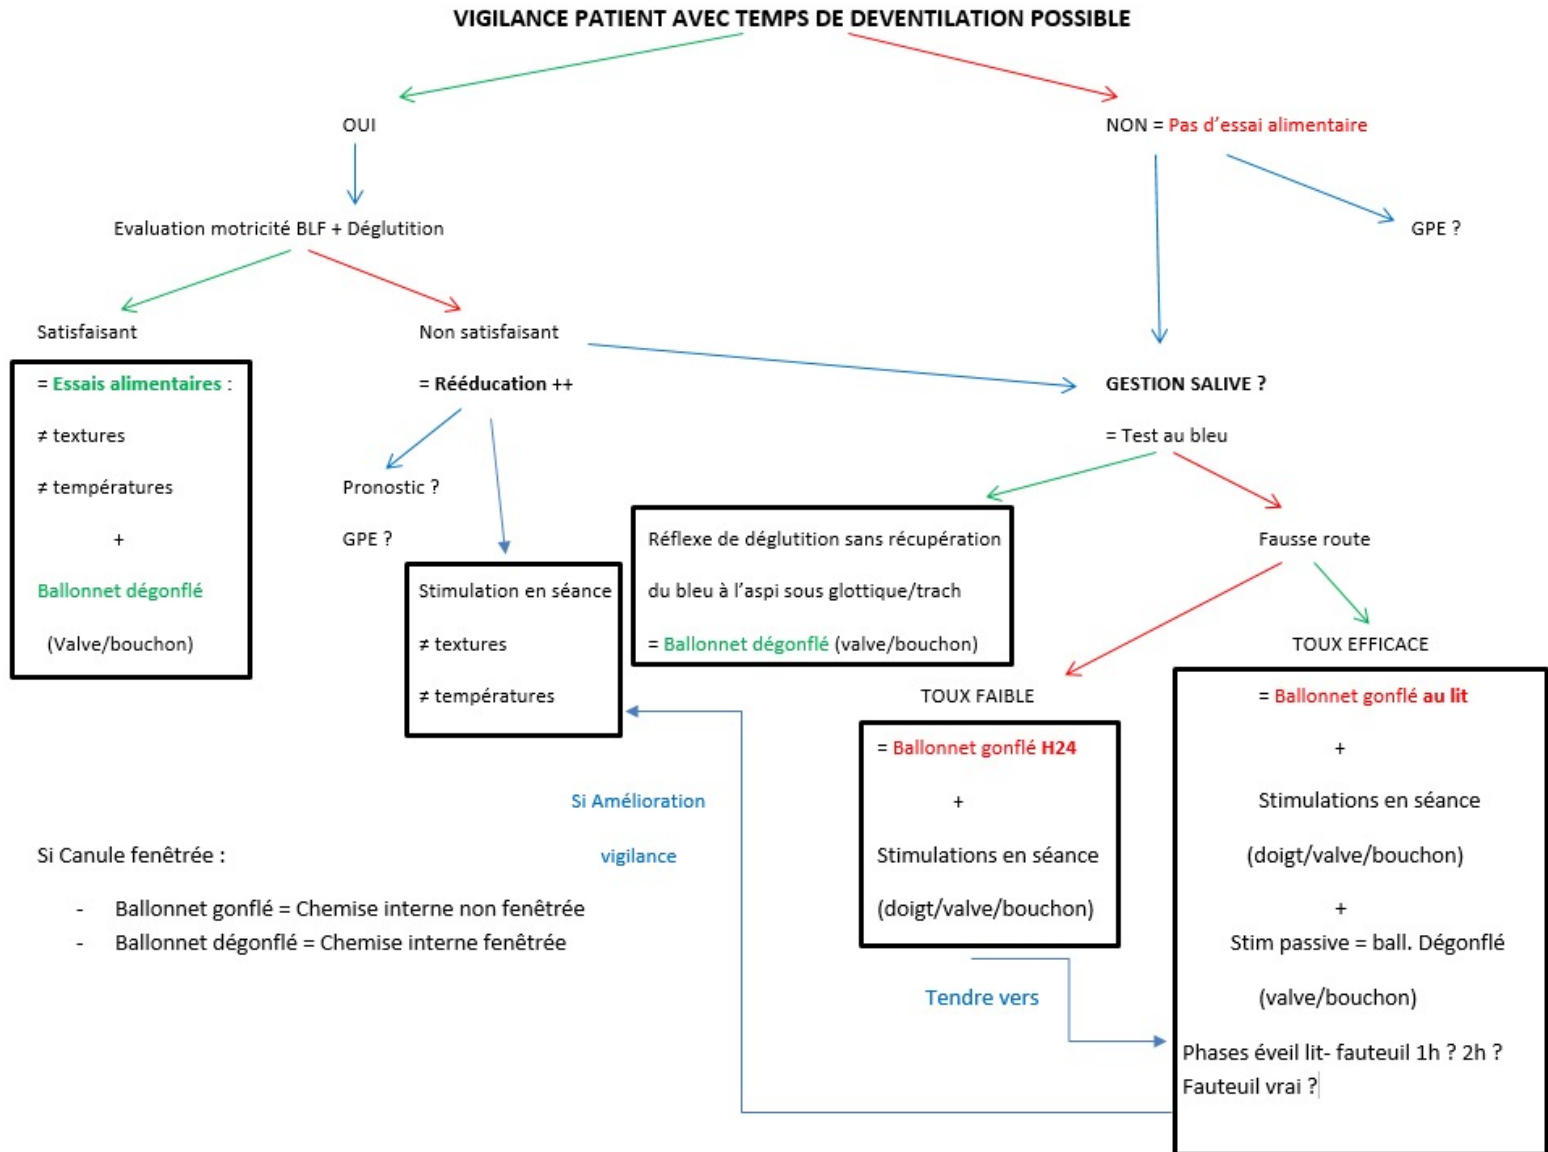 VIGILANCE PATIENT AVEC TEMPS DE DEVENTILATION POSSIBLE
OUI
NON = Pas d'essai alimentaire
Evaluation motricité BLF + Déglutition
GPE ?
Satisfaisant
= Essais alimentaires :
≠ textures
≠ températures
+
Ballonnet dégonflé
(Valve/bouchon)
Non satisfaisant
= Rééducation ++
Pronostic ?
GPE ?
Stimulation en séance
≠ textures
≠ températures
GESTION SALIVE ?
= Test au bleu
Réflexe de déglutition sans récupération
du bleu à l'aspi sous glottique/trach
= Ballonnet dégonflé (valve/bouchon)
Fausse route
TOUX FAIBLE
= Ballonnet gonflé H24
+
Stimulations en séance
(doigt/valve/bouchon)
Tendre vers
TOUX EFFICACE
= Ballonnet gonflé au lit
+
Stimulations en séance
(doigt/valve/bouchon)
+
Stim passive = ball. Dégonflé
(valve/bouchon)
Phases éveil lit- fauteuil 1h ? 2h ?
Fauteuil vrai ?
Si Amélioration
vigilance
Si Canule fenêtrée :
- Ballonnet gonflé = Chemise interne non fenêtrée
- Ballonnet dégonflé = Chemise interne fenêtrée